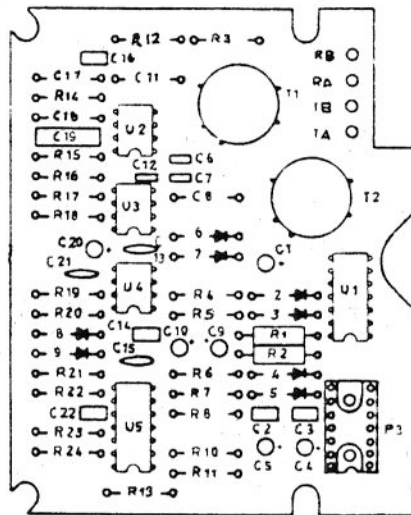 R12 R3
C16
RB
C17 C11
RA
R14
T1
TB
C18
U2
TA
C19
R15
C6
R16
C12
C7
R17
C8
U3
R18
T2
6
C20
C
13
7
C1
C21
U4
U1
R19 R4 2
R20 R5 3
8
C14
C10
C9
R1
9
C15
R2
R21 R6 4
R22 R7 5
C22
R8
C2
C3
P3
U5
R23
R24 R10
C5
C4
R11
R13